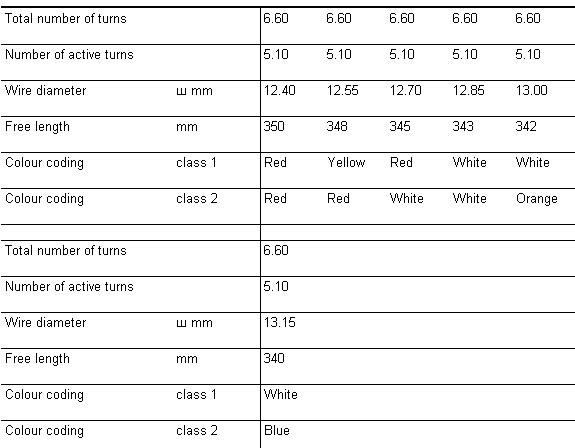 Total number of turns 6.60 6.60 6.60 6.60 6.60
Number of active turns 5.10 5.10 5.10 5.10 5.10
Wire diameter ш mm 12.40 12.55 12.70 12.85 13.00
Free length mm 350 348 345 343 342
Colour coding class 1 Red Yellow Red White White
Colour coding class 2 Red Red White White Orange
Total number of turns 6.60
Number of active turns 5.10
Wire diameter ш mm 13.15
Free length mm 340
Colour coding class 1 White
Colour coding class 2 Blue